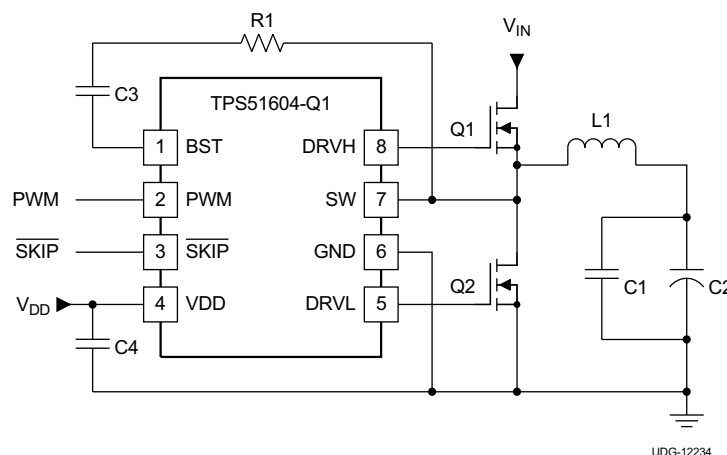 R1
V_IN
C3
TPS51604-Q1
Q1
L1
1 BST DRVH 8
PWM 2 PWM SW 7
SKIP 3 SKIP GND 6
V_DD 4 VDD DRVL 5
Q2
C1
C2
C4
UDG-12234